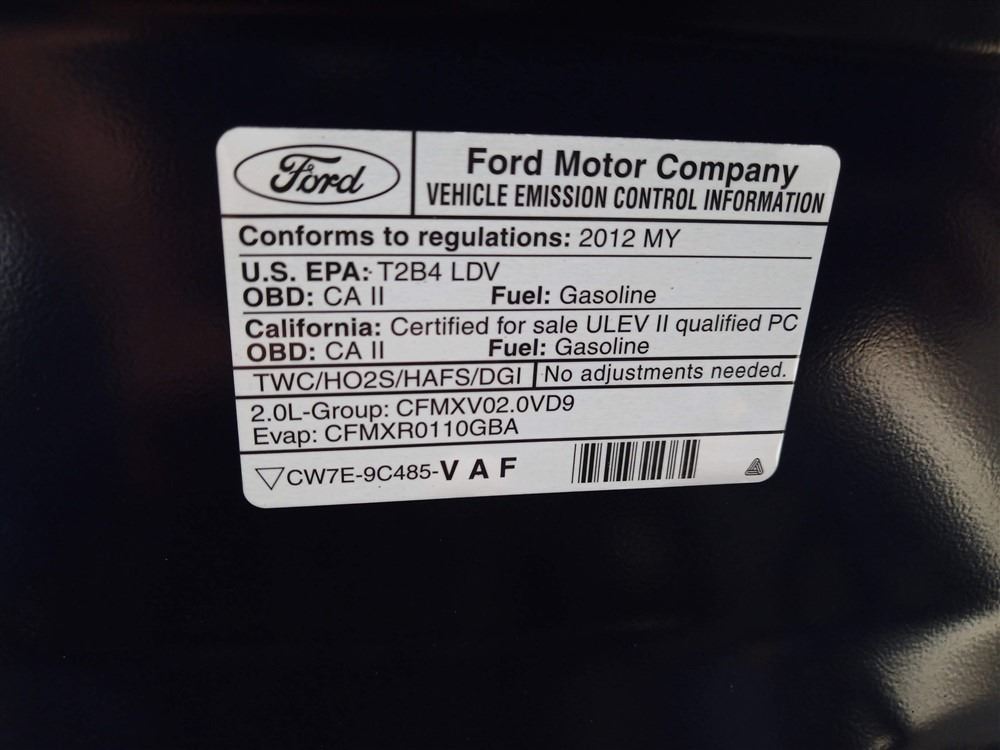 Ford
Ford Motor Company
VEHICLE EMISSION CONTROL INFORMATION
Conforms to regulations: 2012 MY
U.S. EPA: T2B4 LDV
OBD: CA II Fuel: Gasoline
California: Certified for sale ULEV II qualified PC
OBD: CA II Fuel: Gasoline
TWC/HO2S/HAFS/DGI No adjustments needed.
2.0L-Group: CFMXV02.0VD9
Evap: CFMXR0110GBA
▽CW7E-9C485-V A F